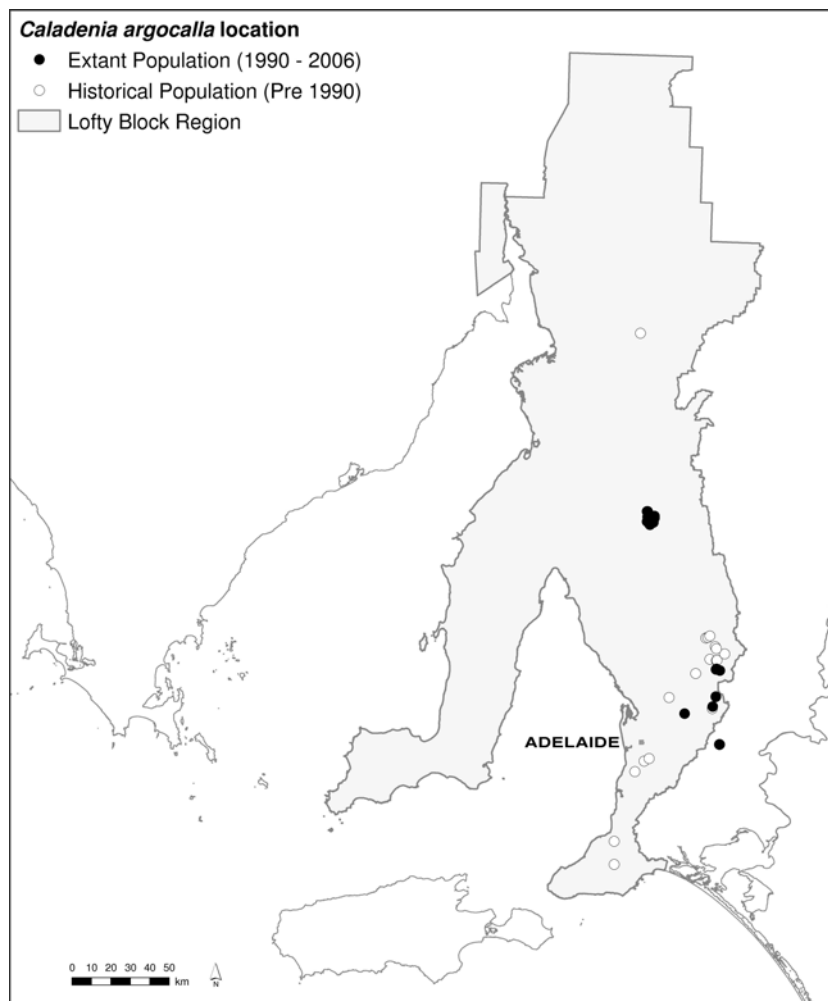 Caladenia argocalla location
Extant Population (1990 - 2006)
Historical Population (Pre 1990)
Lofty Block Region
ADELAIDE
0 10 20 30 40 50
km
N